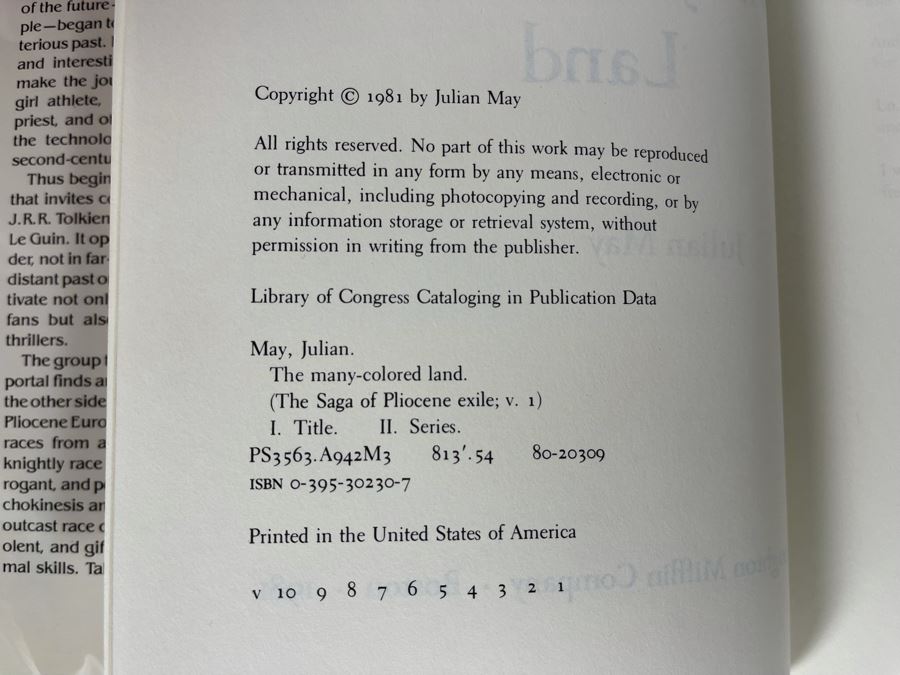 of the future
ple—began
terious past.
and interesti
make the jou
girl athlete,
priest, and
the technolo
second-centu
Thus begin
that invites
J.R.R. Tolkien
Le Guin. It op
der, not in far-
distant past
tivate not onl
fans but als
thrillers.
The group
portal finds
the other side
Pliocene Euro
races from a
knightly race
rogant, and
chokinesis
outcast race
olent, and gif
mal skills. Ta
Land
Julian May
Mifflin Company · Boston · 1981
Copyright © 1981 by Julian May
All rights reserved. No part of this work may be reproduced
or transmitted in any form by any means, electronic or
mechanical, including photocopying and recording, or by
any information storage or retrieval system, without
permission in writing from the publisher.
Library of Congress Cataloging in Publication Data
May, Julian.
The many-colored land.
(The Saga of Pliocene exile; v. 1)
I. Title. II. Series.
PS3563.A942M3 813'.54 80-20309
ISBN 0-395-30230-7
Printed in the United States of America
v 10 9 8 7 6 5 4 3 2 1